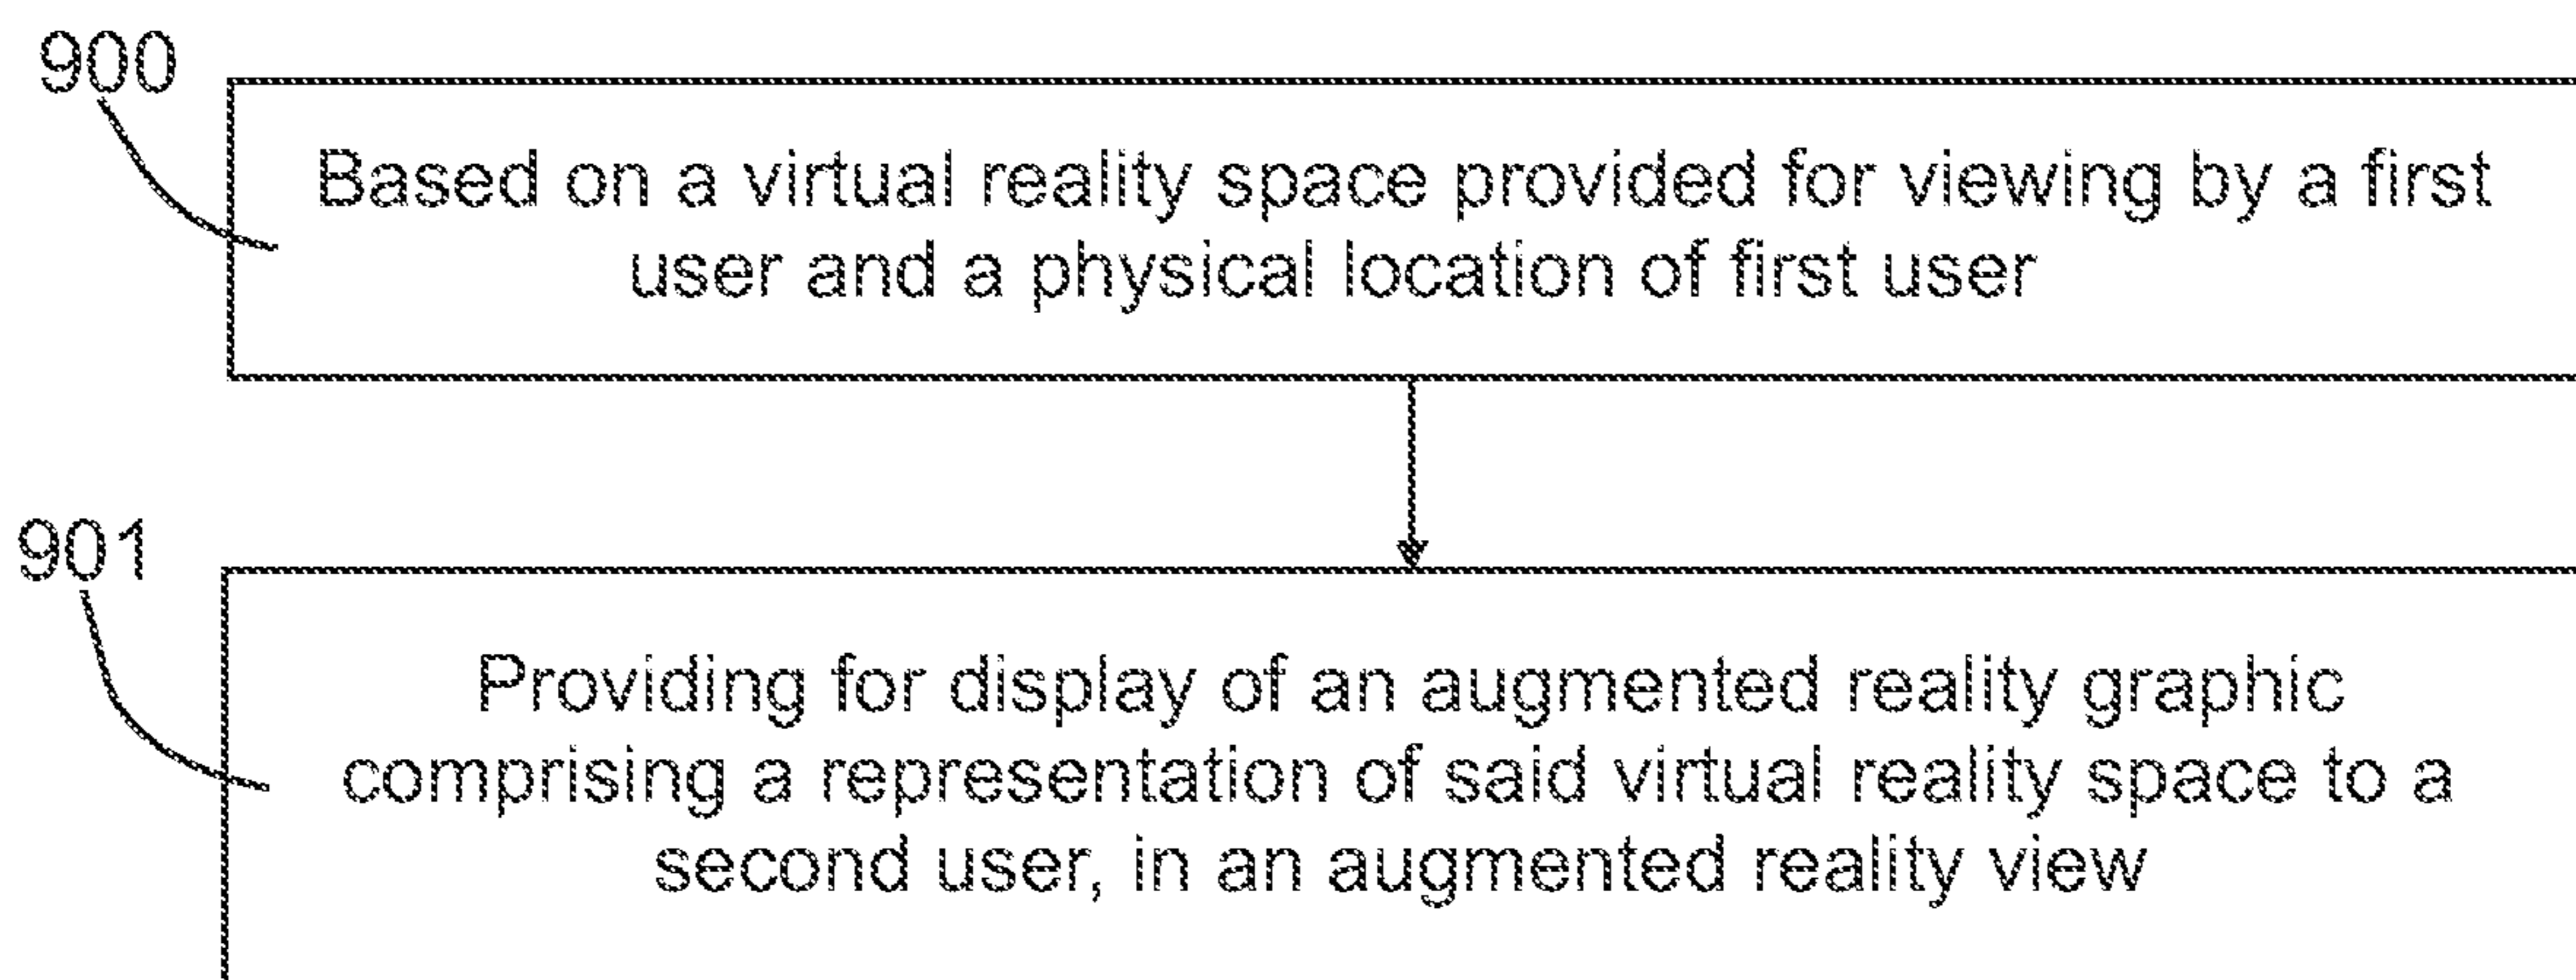 900
Based on a virtual reality space provided for viewing by a first
user and a physical location of first user
901
Providing for display of an augmented reality graphic
comprising a representation of said virtual reality space to a
second user, in an augmented reality view